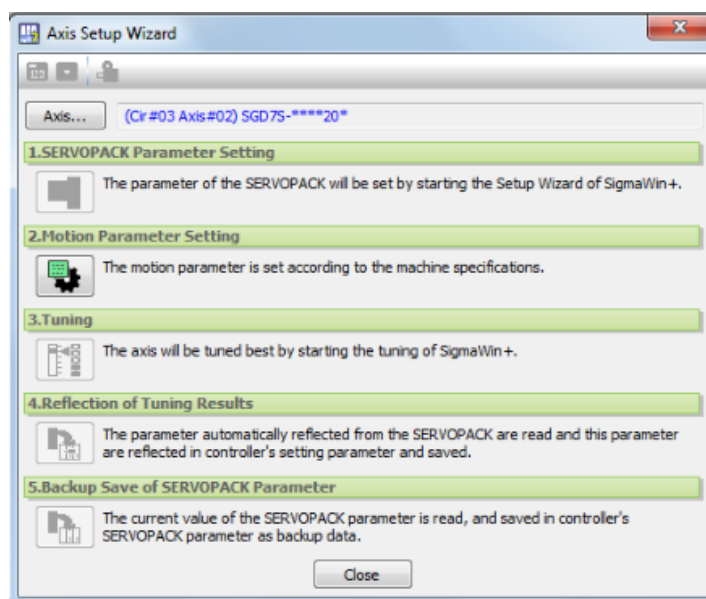 Axis Setup Wizard
Axis...
(Cir#03 Axis#02) SGD7S-****20*
1.SERVOPACK Parameter Setting
The parameter of the SERVOPACK will be set by starting the Setup Wizard of SigmaWin+.
2.Motion Parameter Setting
The motion parameter is set according to the machine specifications.
3.Tuning
The axis will be tuned best by starting the tuning of SigmaWin+.
4.Reflection of Tuning Results
The parameter automatically reflected from the SERVOPACK are read and this parameter
are reflected in controller's setting parameter and saved.
5.Backup Save of SERVOPACK Parameter
The current value of the SERVOPACK parameter is read, and saved in controller's
SERVOPACK parameter as backup data.
Close